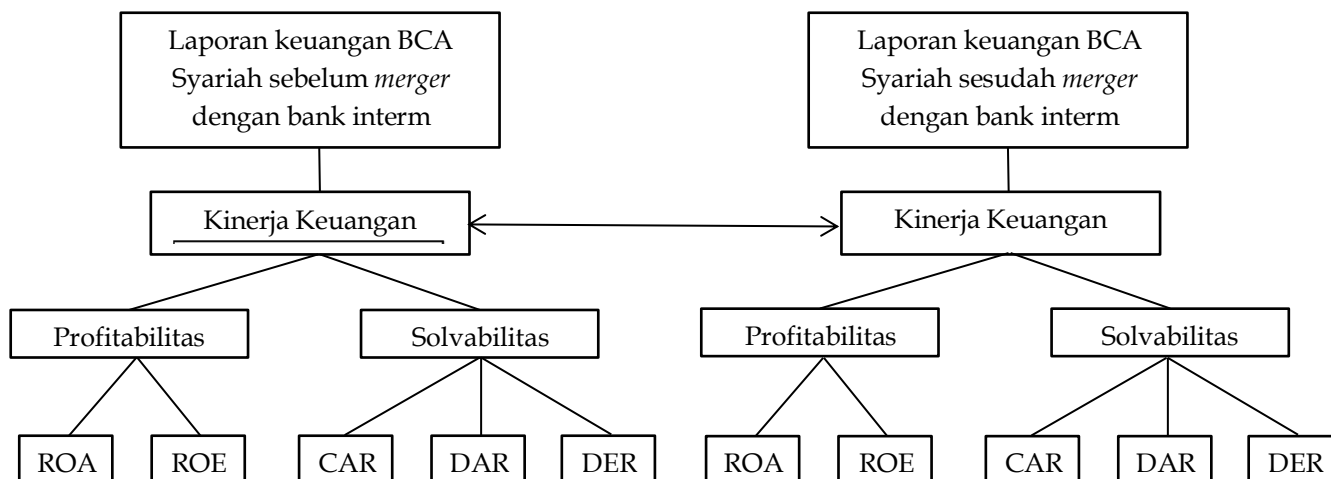 Laporan keuangan BCA
Syariah sebelum merger
dengan bank interm
Laporan keuangan BCA
Syariah sesudah merger
dengan bank interm
Kinerja Keuangan
Kinerja Keuangan
Profitabilitas
Solvabilitas
Profitabilitas
Solvabilitas
ROA
ROE
CAR
DAR
DER
ROA
ROE
CAR
DAR
DER